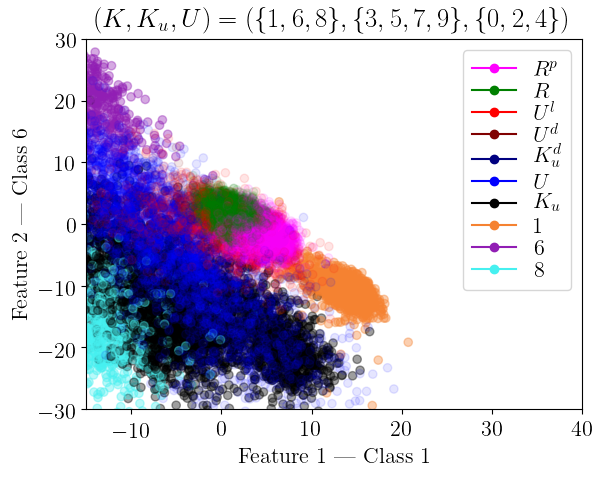 (K, K_u, U) = ({1, 6, 8}, {3, 5, 7, 9}, {0, 2, 4})
30
20
10
0
−10
−20
−30
Feature 2 — Class 6
R^p
R
U^l
U^d
K_u^d
U
K_u
1
6
8
−10
0
10
20
30
40
Feature 1 — Class 1